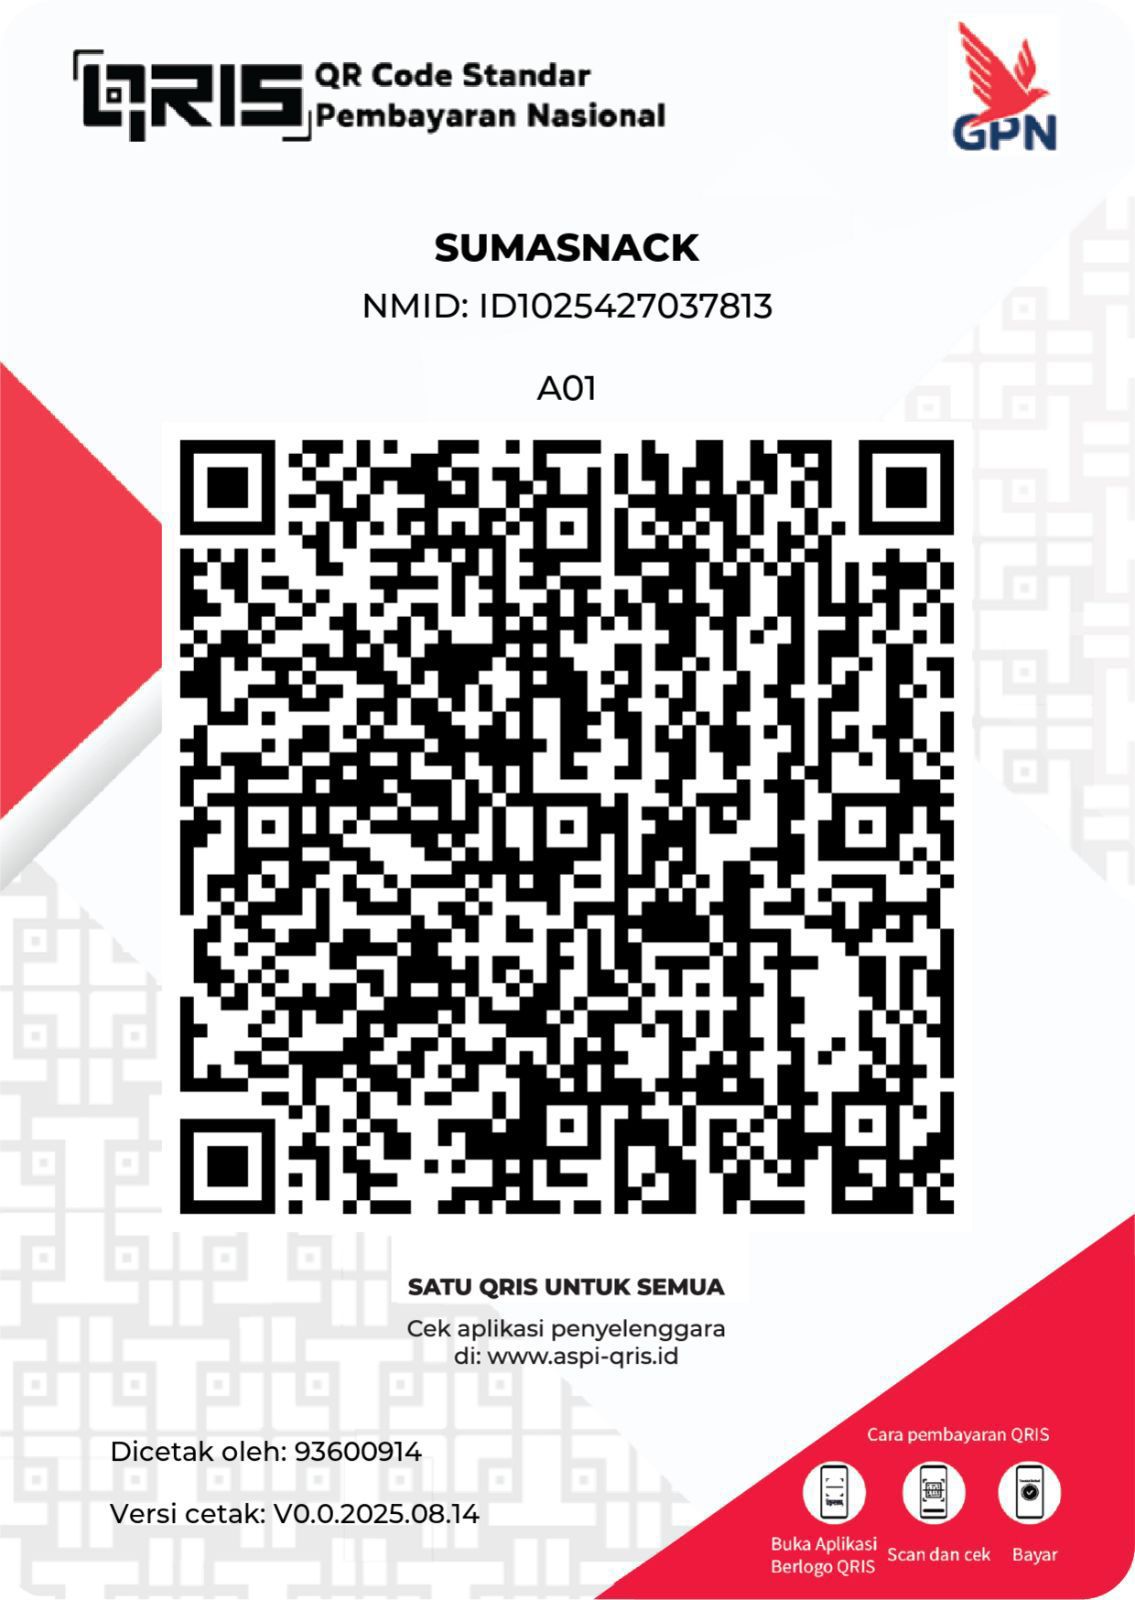 QRIS QR Code Standar
Pembayaran Nasional
GPN
SUMASNACK
NMID: ID1025427037813
A01
SATU QRIS UNTUK SEMUA
Cek aplikasi penyelenggara
di: www.aspi-qris.id
Dicetak oleh: 93600914
Versi cetak: V0.0.2025.08.14
Cara pembayaran QRIS
Buka Aplikasi
Berlogo QRIS
Scan dan cek
Bayar